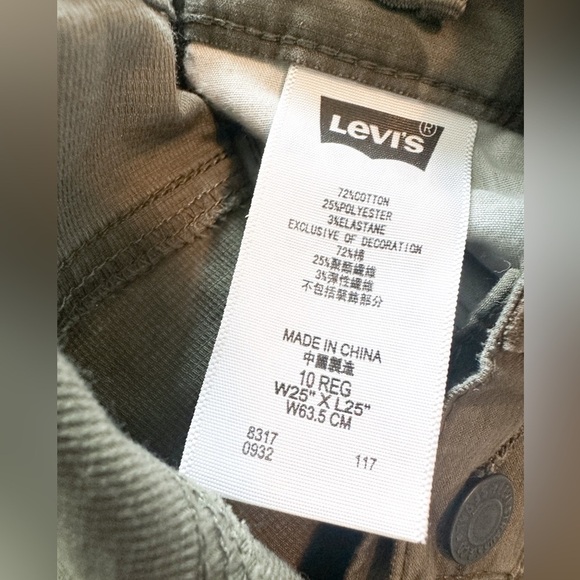 Levi's®
72%COTTON
25%POLYESTER
3%ELASTANE
EXCLUSIVE OF DECORATION
72%棉
25%聚酯纖維
3%彈性纖維
不包括裝飾部分
MADE IN CHINA
中國製造
10 REG
W25" X L25"
W63.5 CM
8317
0932 117